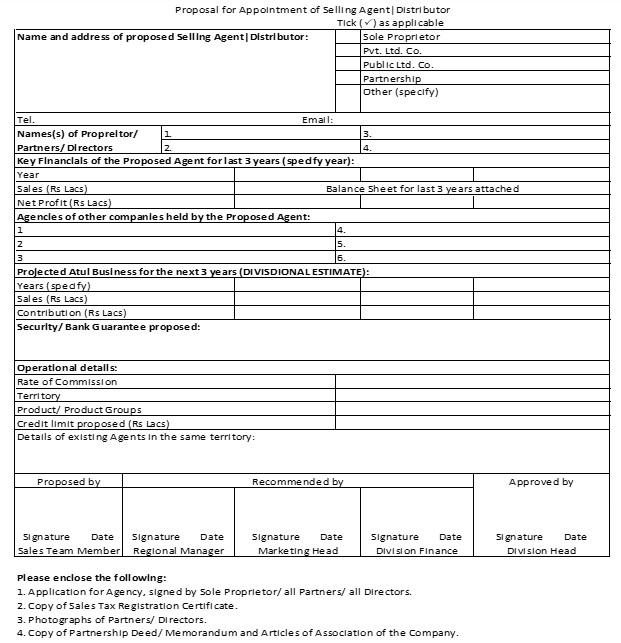 Proposal for Appointment of Selling Agent|Distributor
Tick (✓) as applicable
Name and address of proposed Selling Agent|Distributor:
Sole Proprietor
Pvt. Ltd. Co.
Public Ltd. Co.
Partnership
Other (specify)
Tel. Email:
Names(s) of Propreitor/ 1. 3.
Partners/ Directors 2. 4.
Key Financials of the Proposed Agent for last 3 years (specify year):
Year
Sales (Rs Lacs) Balance Sheet for last 3 years attached
Net Profit (Rs Lacs)
Agencies of other companies held by the Proposed Agent:
1 4.
2 5.
3 6.
Projected Atul Business for the next 3 years (DIVISDIONAL ESTIMATE):
Years (specify)
Sales (Rs Lacs)
Contribution (Rs Lacs)
Security/ Bank Guarantee proposed:
Operational details:
Rate of Commission
Territory
Product/ Product Groups
Credit limit proposed (Rs Lacs)
Details of existing Agents in the same territory:
Proposed by Recommended by Approved by
Signature Date Signature Date Signature Date Signature Date Signature Date
Sales Team Member Regional Manager Marketing Head Division Finance Division Head
Please enclose the following:
1. Application for Agency, signed by Sole Proprietor/ all Partners/ all Directors.
2. Copy of Sales Tax Registration Certificate.
3. Photographs of Partners/ Directors.
4. Copy of Partnership Deed/ Memorandum and Articles of Association of the Company.